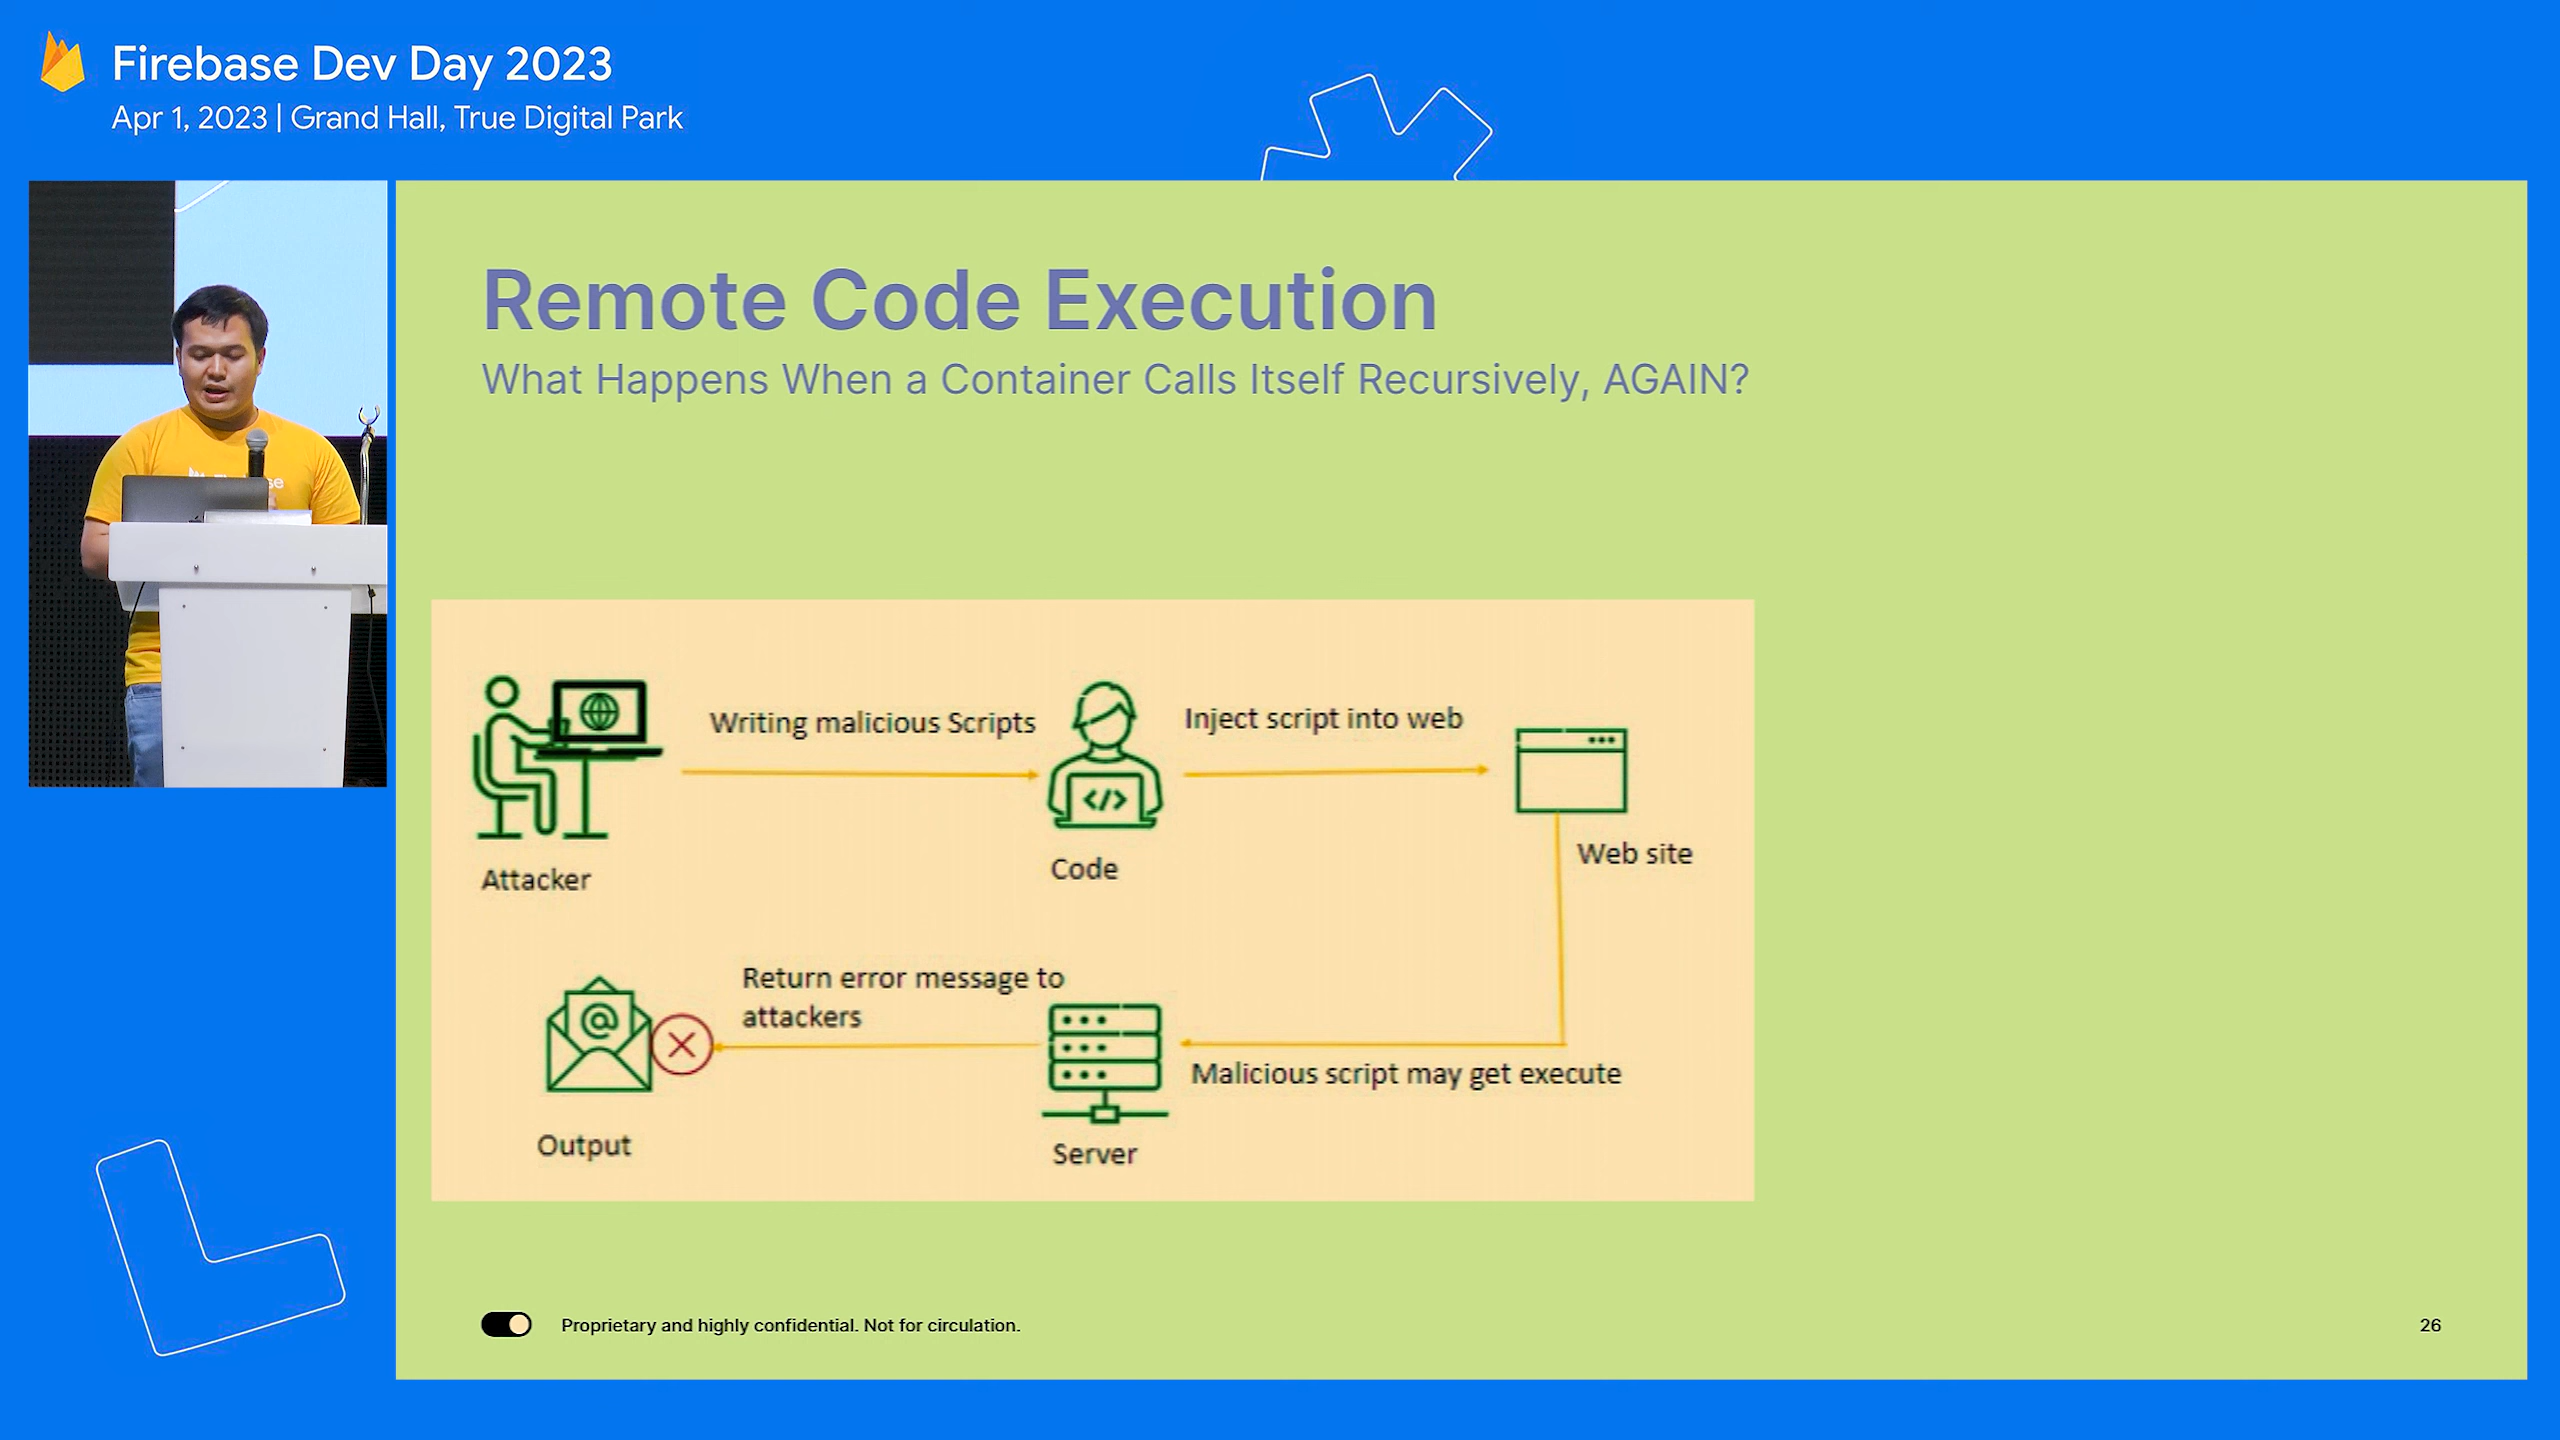 Firebase Dev Day 2023
Apr 1, 2023 | Grand Hall, True Digital Park
Remote Code Execution
What Happens When a Container Calls Itself Recursively, AGAIN?
Writing malicious Scripts
Inject script into web
Attacker
Code
Web site
Return error message to
attackers
Malicious script may get execute
Output
Server
Proprietary and highly confidential. Not for circulation.
26